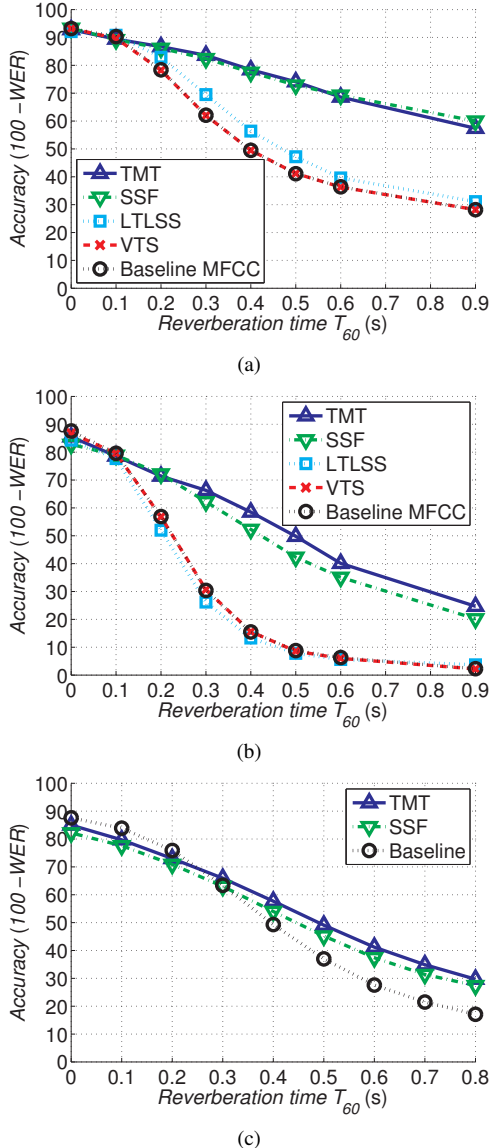 100
90
80
70
60
50
40
30
20
10
0
Accuracy (100 −WER)
TMT
SSF
LTLSS
VTS
Baseline MFCC
0 0.1 0.2 0.3 0.4 0.5 0.6 0.7 0.8 0.9
Reverberation time T60 (s)
(a)
100
90
80
70
60
50
40
30
20
10
0
Accuracy (100 −WER)
TMT
SSF
LTLSS
VTS
Baseline MFCC
0 0.1 0.2 0.3 0.4 0.5 0.6 0.7 0.8 0.9
Reverberation time T60 (s)
(b)
100
90
80
70
60
50
40
30
20
10
0
Accuracy (100 −WER)
TMT
SSF
Baseline
0 0.1 0.2 0.3 0.4 0.5 0.6 0.7 0.8
Reverberation time T60 (s)
(c)